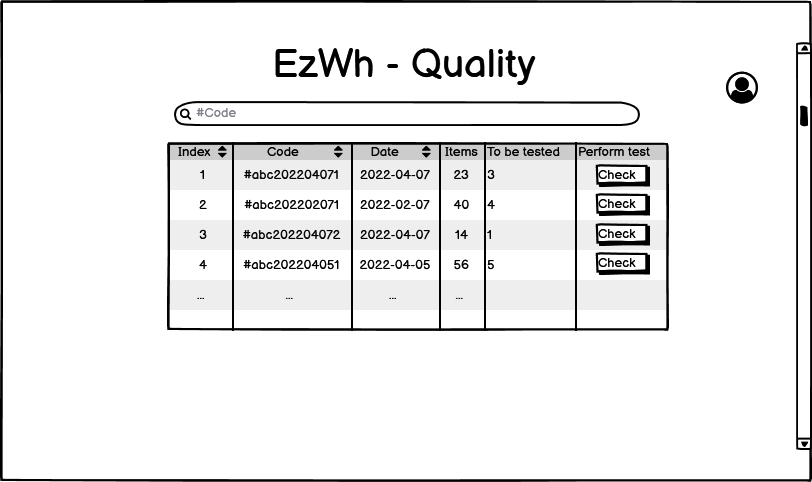 EzWh - Quality
#Code
Index Code Date Items To be tested Perform test
1 #abc202204071 2022-04-07 23 3 Check
2 #abc202202071 2022-02-07 40 4 Check
3 #abc202204072 2022-04-07 14 1 Check
4 #abc202204051 2022-04-05 56 5 Check
... ... ... ...